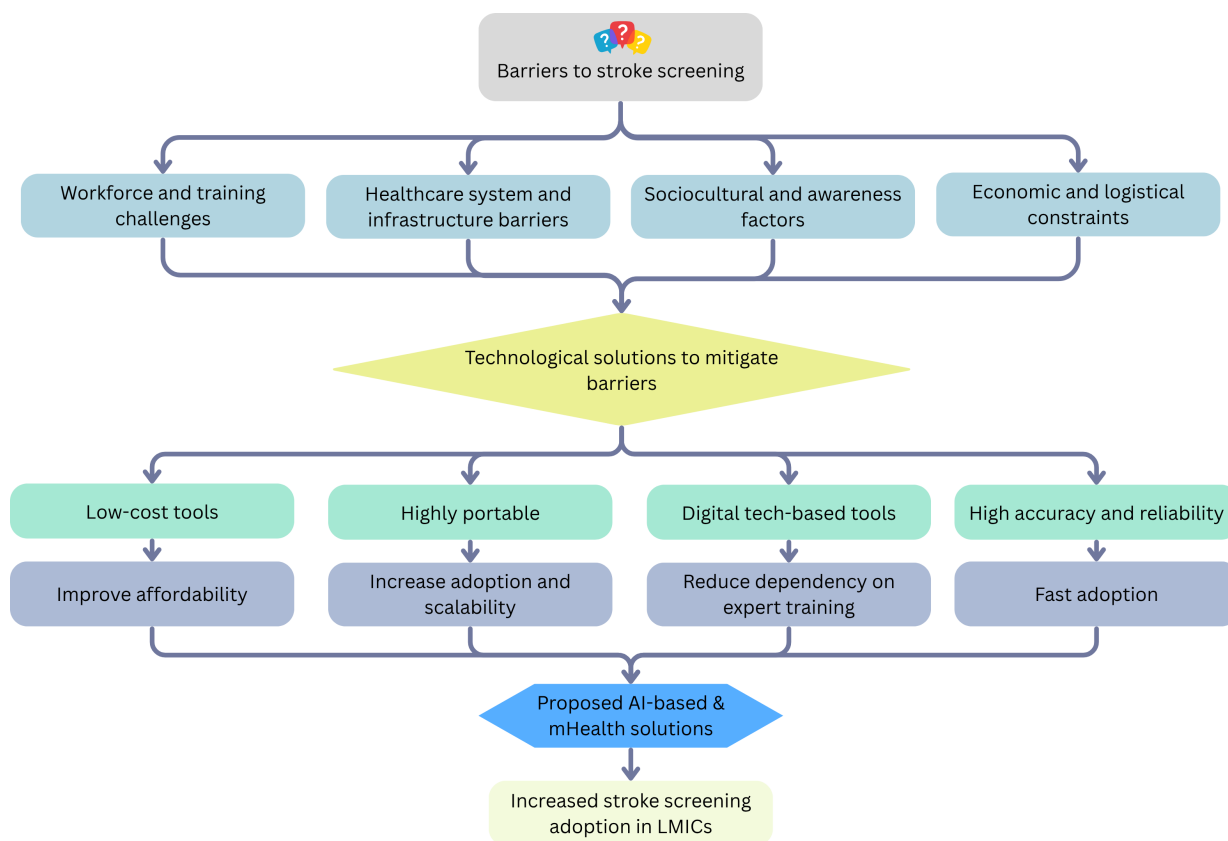 ? ? ?
Barriers to stroke screening
Workforce and training
challenges
Healthcare system and
infrastructure barriers
Sociocultural and awareness
factors
Economic and logistical
constraints
Technological solutions to mitigate
barriers
Low-cost tools
Highly portable
Digital tech-based tools
High accuracy and reliability
Improve affordability
Increase adoption and
scalability
Reduce dependency on
expert training
Fast adoption
Proposed AI-based &
mHealth solutions
Increased stroke screening
adoption in LMICs